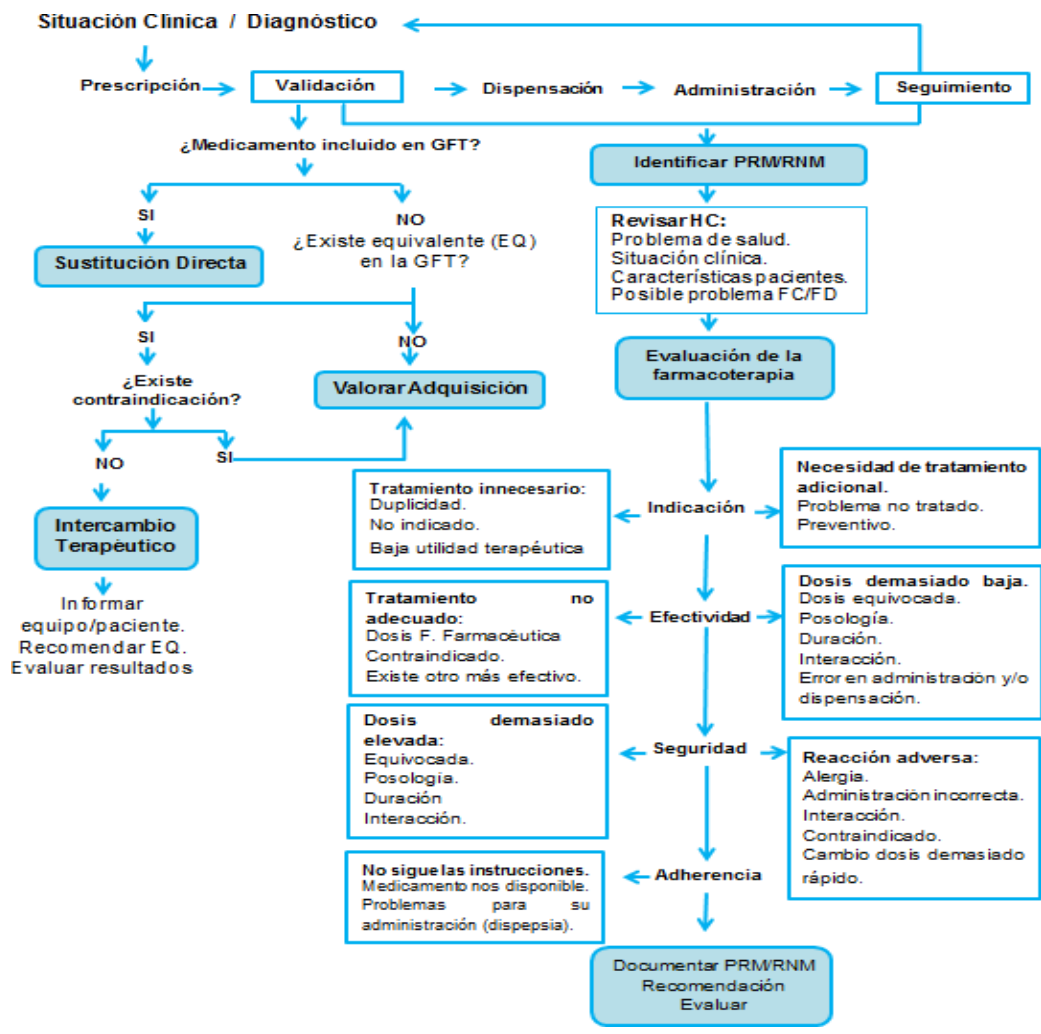 Situación Clínica / Diagnóstico
Prescripción
Validación
Dispensación
Administración
Seguimiento
¿Medicamento incluido en GFT?
SI
Sustitución Directa
NO
¿Existe equivalente (EQ)
en la GFT?
SI
NO
¿Existe
contraindicación?
Valorar Adquisición
NO
SI
Intercambio
Terapéutico
Informar
equipo/paciente.
Recomendar EQ.
Evaluar resultados
Identificar PRM/RNM
Revisar HC:
Problema de salud.
Situación clínica.
Características pacientes.
Posible problema FC/FD
Evaluación de la
farmacoterapia
Tratamiento innecesario:
Duplicidad.
No indicado.
Baja utilidad terapéutica
Indicación
Necesidad de tratamiento
adicional.
Problema no tratado.
Preventivo.
Tratamiento no
adecuado:
Dosis F. Farmacéutica
Contraindicado.
Existe otro más efectivo.
Efectividad
Dosis demasiado baja.
Dosis equivocada.
Posología.
Duración.
Interacción.
Error en administración y/o
dispensación.
Dosis demasiado
elevada:
Equivocada.
Posología.
Duración
Interacción.
Seguridad
Reacción adversa:
Alergia.
Administración incorrecta.
Interacción.
Contraindicado.
Cambio dosis demasiado
rápido.
No sigue las instrucciones.
Medicamento nos disponible.
Problemas para su
administración (dispepsia).
Adherencia
Documentar PRM/RNM
Recomendación
Evaluar